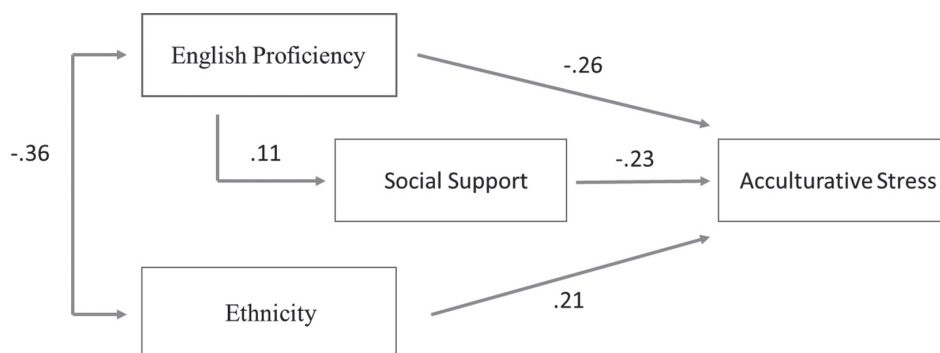 English Proficiency
-.26
-.36
.11
Social Support
-.23
Acculturative Stress
Ethnicity
.21